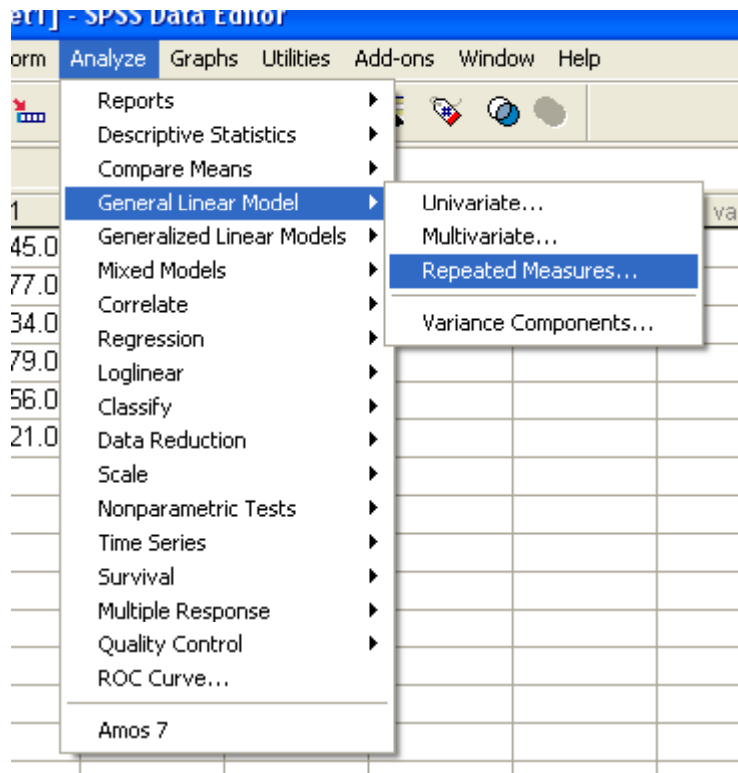 et1] - SPSS Data Editor
orm Analyze Graphs Utilities Add-ons Window Help
Reports
Descriptive Statistics
Compare Means
General Linear Model
Generalized Linear Models
Mixed Models
Correlate
Regression
Loglinear
Classify
Data Reduction
Scale
Nonparametric Tests
Time Series
Survival
Multiple Response
Quality Control
ROC Curve...
Amos 7
Univariate...
Multivariate...
Repeated Measures...
Variance Components...
1
45.0
77.0
34.0
79.0
56.0
21.0
va